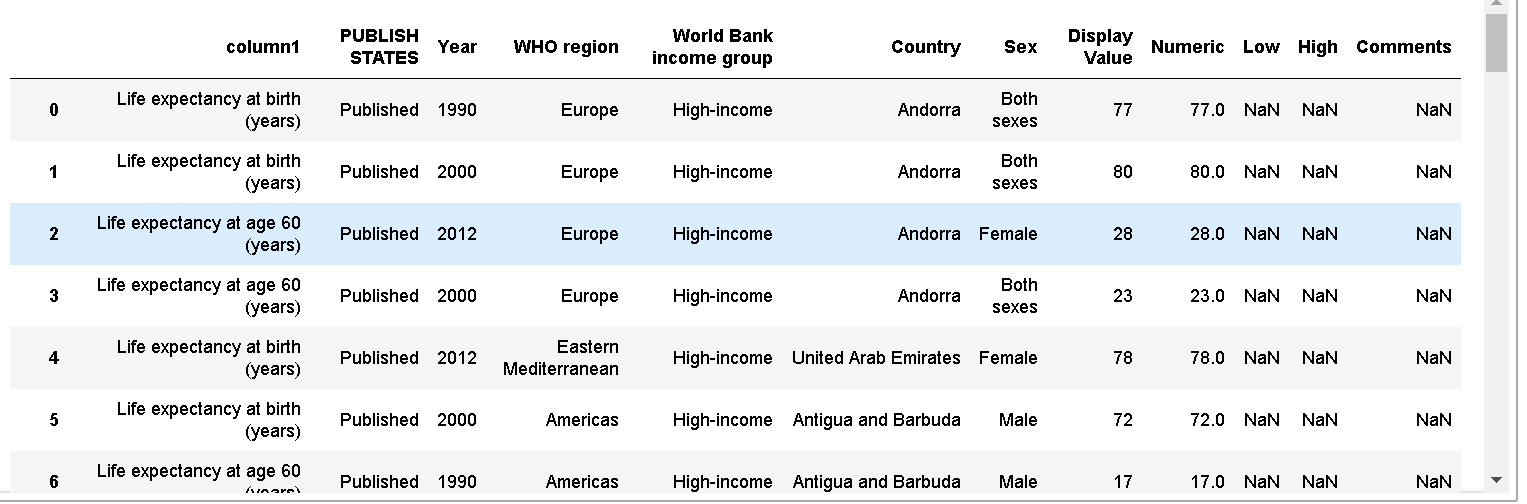 column1 PUBLISH STATES Year WHO region World Bank income group Country Sex Display Value Numeric Low High Comments
0 Life expectancy at birth (years) Published 1990 Europe High-income Andorra Both sexes 77 77.0 NaN NaN NaN
1 Life expectancy at birth (years) Published 2000 Europe High-income Andorra Both sexes 80 80.0 NaN NaN NaN
2 Life expectancy at age 60 (years) Published 2012 Europe High-income Andorra Female 28 28.0 NaN NaN NaN
3 Life expectancy at age 60 (years) Published 2000 Europe High-income Andorra Both sexes 23 23.0 NaN NaN NaN
4 Life expectancy at birth (years) Published 2012 Eastern Mediterranean High-income United Arab Emirates Female 78 78.0 NaN NaN NaN
5 Life expectancy at birth (years) Published 2000 Americas High-income Antigua and Barbuda Male 72 72.0 NaN NaN NaN
6 Life expectancy at age 60 (years) Published 1990 Americas High-income Antigua and Barbuda Male 17 17.0 NaN NaN NaN